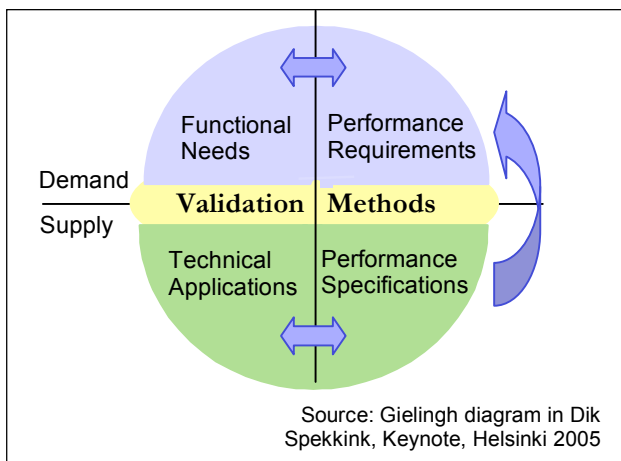 Functional
Needs
Performance
Requirements
Demand
Validation Methods
Supply
Technical
Applications
Performance
Specifications
Source: Gielingh diagram in Dik
Spekkink, Keynote, Helsinki 2005